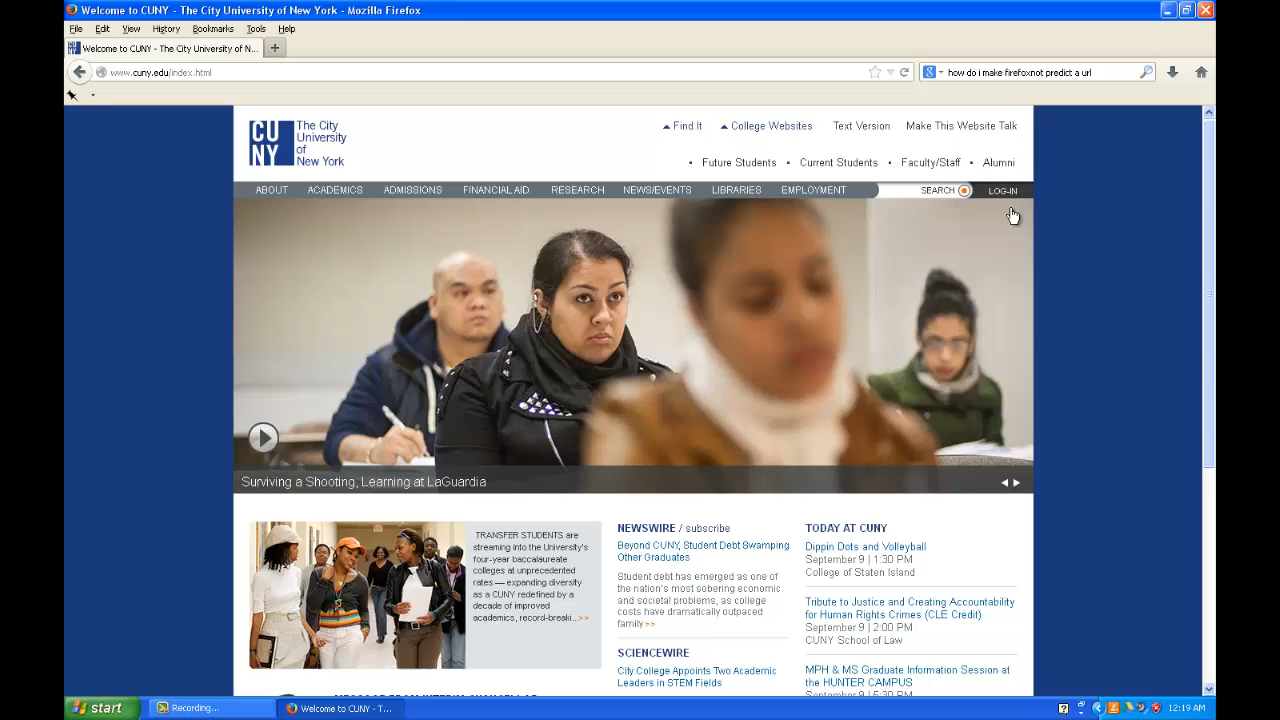 Welcome to CUNY - The City University of New York - Mozilla Firefox
File Edit View History Bookmarks Tools Help
Welcome to CUNY - The City University of N...
www.cuny.edu/index.html
how do i make firefoxnot predict a url
CU
NY
The City
University
of
New York
Find It College Websites Text Version Make This Website Talk
Future Students Current Students Faculty/Staff Alumni
ABOUT ACADEMICS ADMISSIONS FINANCIAL AID RESEARCH NEWS/EVENTS LIBRARIES EMPLOYMENT SEARCH LOG-IN
Surviving a Shooting, Learning at LaGuardia
TRANSFER STUDENTS are
streaming into the University's
four-year baccalaureate
colleges at unprecedented
rates — expanding diversity
as a CUNY redefined by a
decade of improved
academics, record-breaki...>>
NEWSWIRE / subscribe
Beyond CUNY, Student Debt Swamping
Other Graduates
Student debt has emerged as one of
the nation's most sobering economic
and societal problems, as college
costs have dramatically outpaced
family >>
SCIENCEWIRE
City College Appoints Two Academic
Leaders in STEM Fields
TODAY AT CUNY
Dippin Dots and Volleyball
September 9 | 1:30 PM
College of Staten Island
Tribute to Justice and Creating Accountability
for Human Rights Crimes (CLE Credit)
September 9 | 2:00 PM
CUNY School of Law
MPH & MS Graduate Information Session at
the HUNTER CAMPUS
September 9 | 5:30 PM
start
Recording...
Welcome to CUNY - T...
12:19 AM